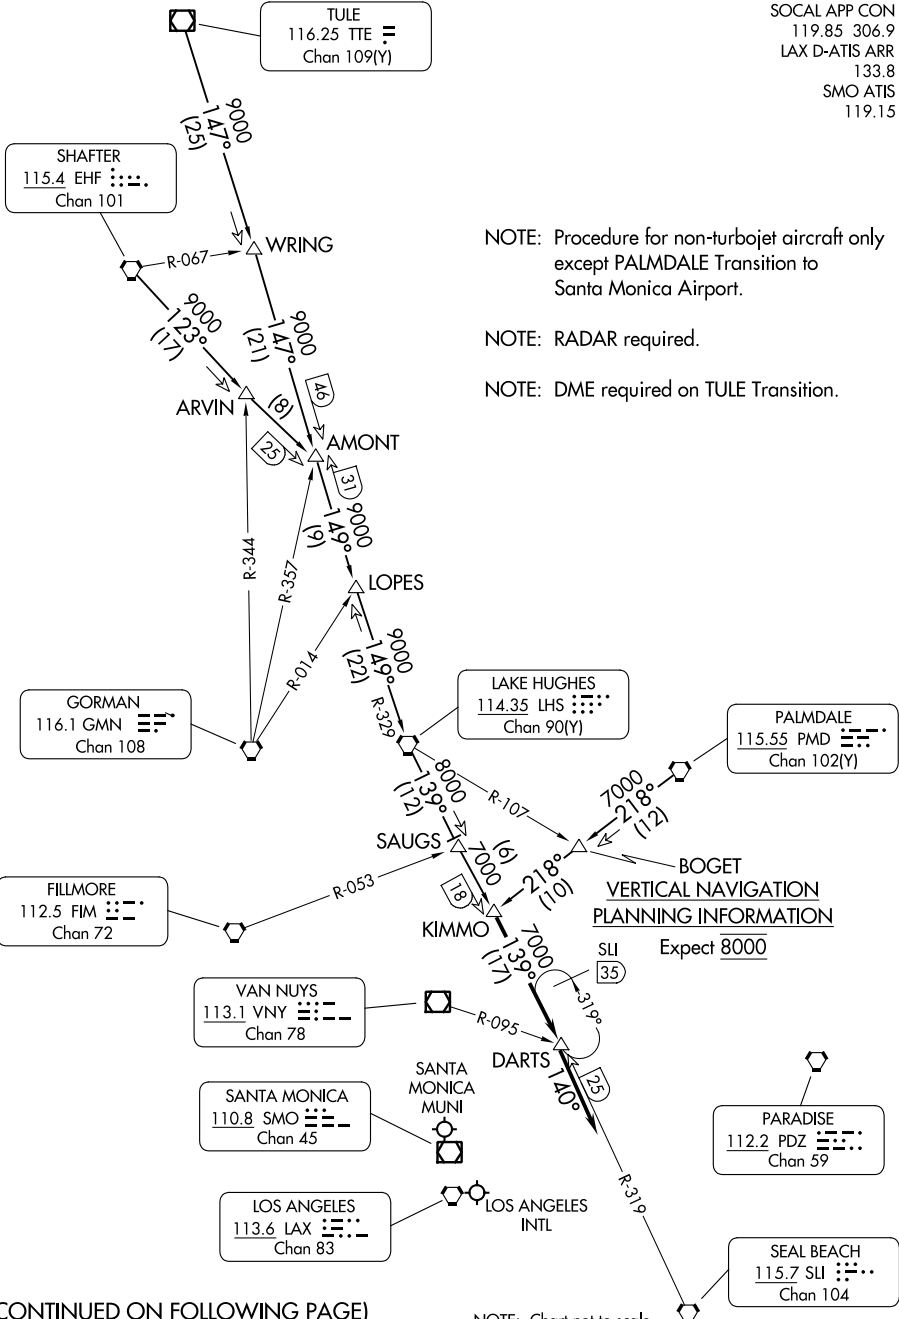 TULE
116.25 TTE
Chan 109(Y)
SOCAL APP CON
119.85 306.9
LAX D-ATIS ARR
133.8
SMO ATIS
119.15
9000
147°
(25)
SHAFTER
115.4 EHF
Chan 101
R-067
WRING
NOTE: Procedure for non-turbojet aircraft only
except PALMDALE Transition to
Santa Monica Airport.
NOTE: RADAR required.
NOTE: DME required on TULE Transition.
9000
123°
(17)
9000
147°
(21)
46
ARVIN
(8)
25
AMONT
31
9000
149°
(9)
R-344
R-357
R-014
LOPES
9000
149°
(22)
R-329
GORMAN
116.1 GMN
Chan 108
LAKE HUGHES
114.35 LHS
Chan 90(Y)
PALMDALE
115.55 PMD
Chan 102(Y)
8000
139°
(12)
R-107
7000
218°
(12)
SAUGS
(6)
7000
18
218°
(10)
BOGET
VERTICAL NAVIGATION
PLANNING INFORMATION
Expect 8000
FILLMORE
112.5 FIM
Chan 72
R-053
KIMMO
7000
139°
(17)
SLI
35
319°
VAN NUYS
113.1 VNY
Chan 78
R-095
DARTS
140°
25
SANTA
MONICA
MUNI
SANTA MONICA
110.8 SMO
Chan 45
PARADISE
112.2 PDZ
Chan 59
LOS ANGELES
113.6 LAX
Chan 83
LOS ANGELES
INTL
R-319
SEAL BEACH
115.7 SLI
Chan 104
CONTINUED ON FOLLOWING PAGE)
NOTE: Chart not to scale